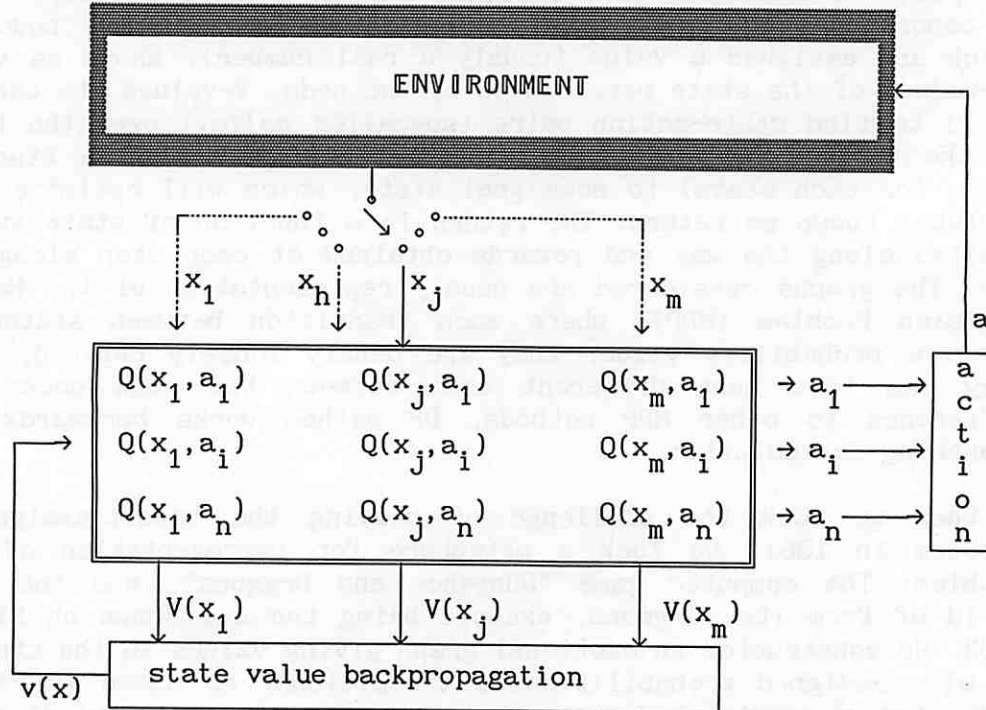 ENVIRONMENT
x1 xh xj xm
a
Q(x1,a1) Q(xj,a1) Q(xm,a1) a1
Q(x1,ai) Q(xj,ai) Q(xm,ai) ai
Q(x1,an) Q(xj,an) Q(xm,an) an
action
V(x1) V(xj) V(xm)
state value backpropagation
v(x)